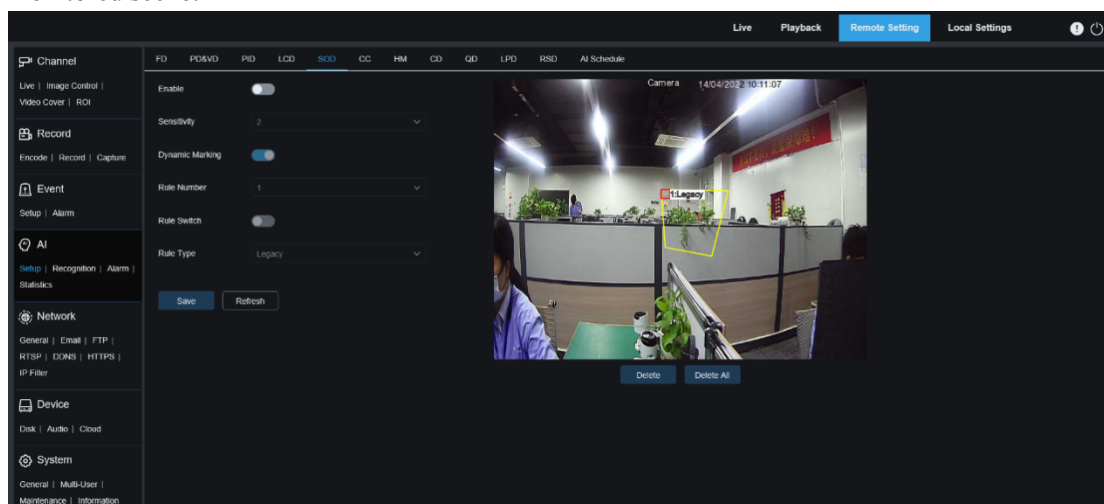 Live Playback Remote Setting Local Settings
Channel
Live | Image Control |
Video Cover | ROI
Record
Encode | Record | Capture
Event
Setup | Alarm
AI
Setup | Recognition | Alarm |
Statistics
Network
General | Email | FTP |
RTSP | DDNS | HTTPS |
IP Filter
Device
Disk | Audio | Cloud
System
General | Multi-User |
Maintenance | Information
FD PD&VD PID LCD SOD CC HM CD QD LPD RSD AI Schedule
Enable
Sensitivity 2
Dynamic Marking
Rule Number 1
Rule Switch
Rule Type Legacy
Save Refresh
Camera 14/04/2022 10:11:07
1:Legacy
Delete Delete All